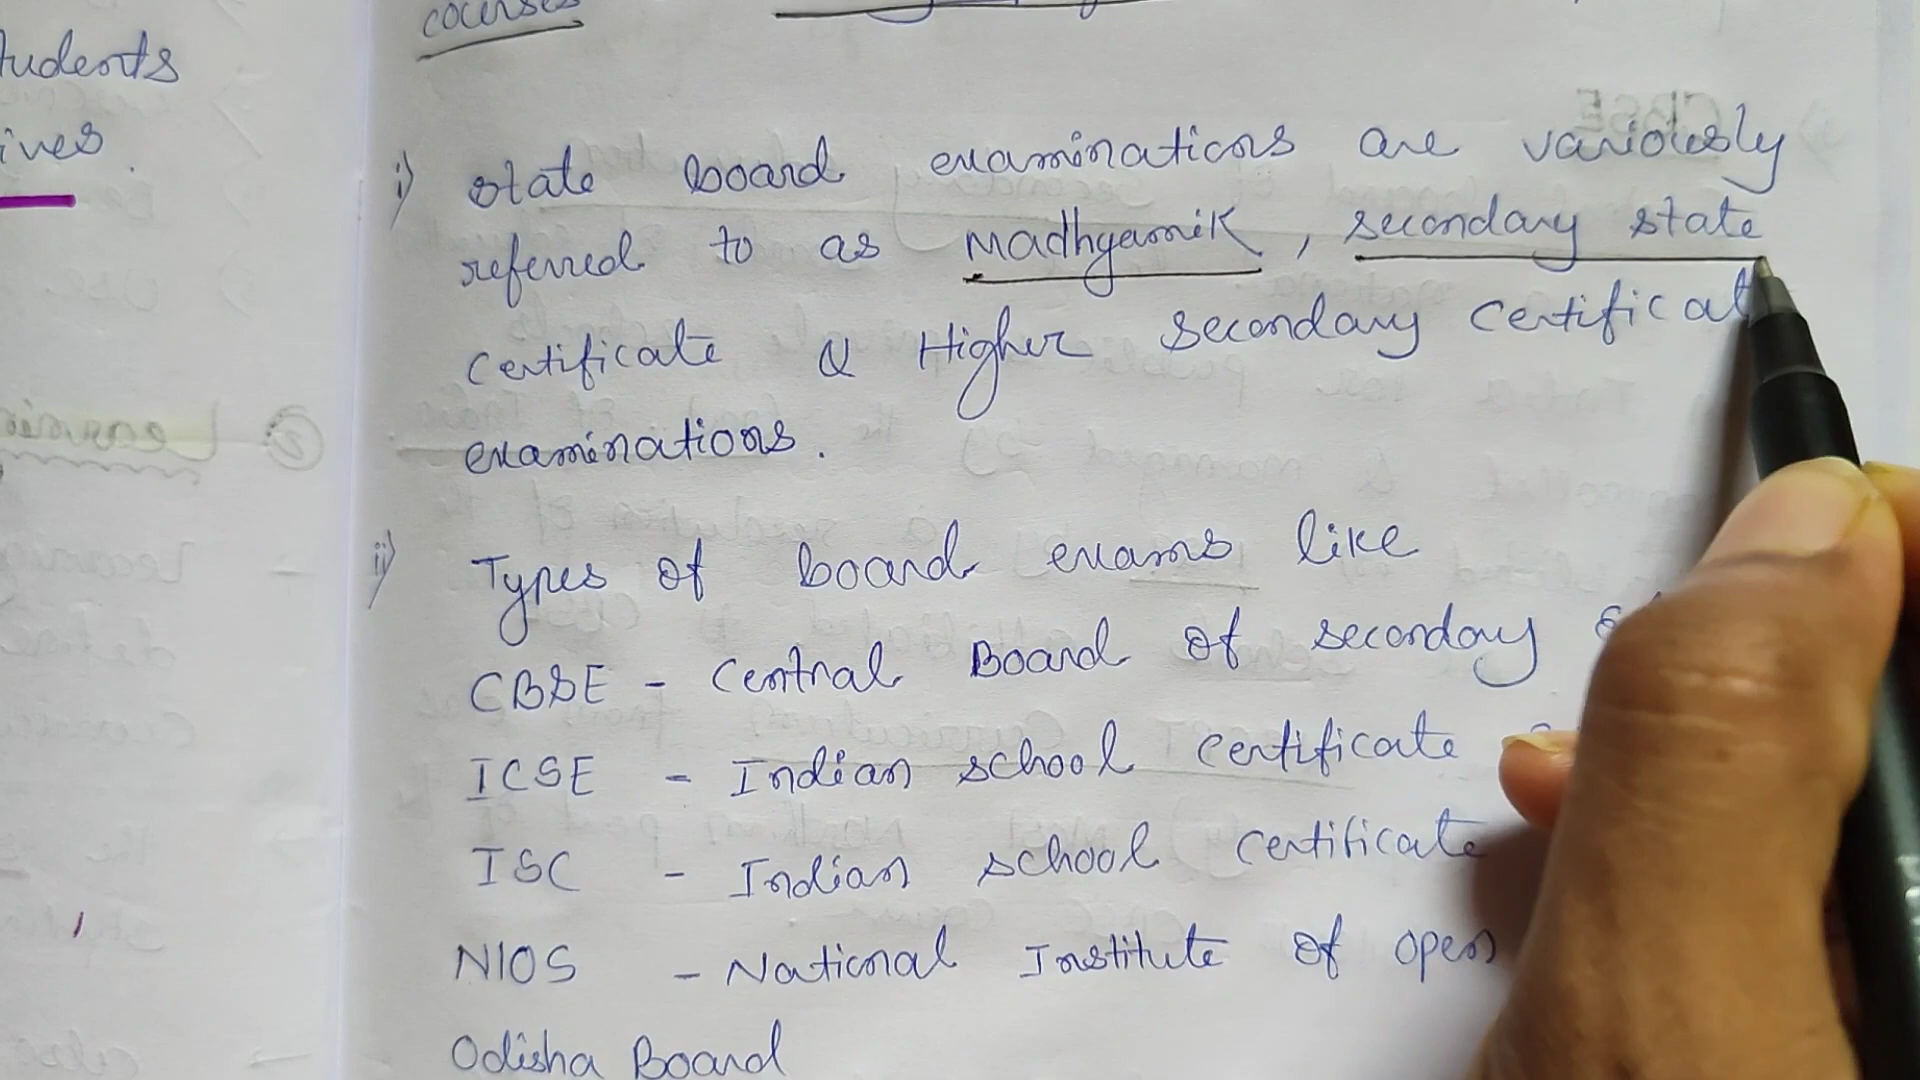 courses
tudents
ives.
i) state board examinations are variously
referred to as Madhyamik, secondary state
certificate & Higher secondary certificat
examinations.
ii) Types of board exams like
CBSE - Central Board of seconday
ICSE - Indian school certificate
ISC - Indian school certificate
NIOS - National Institute of open
Odisha Board